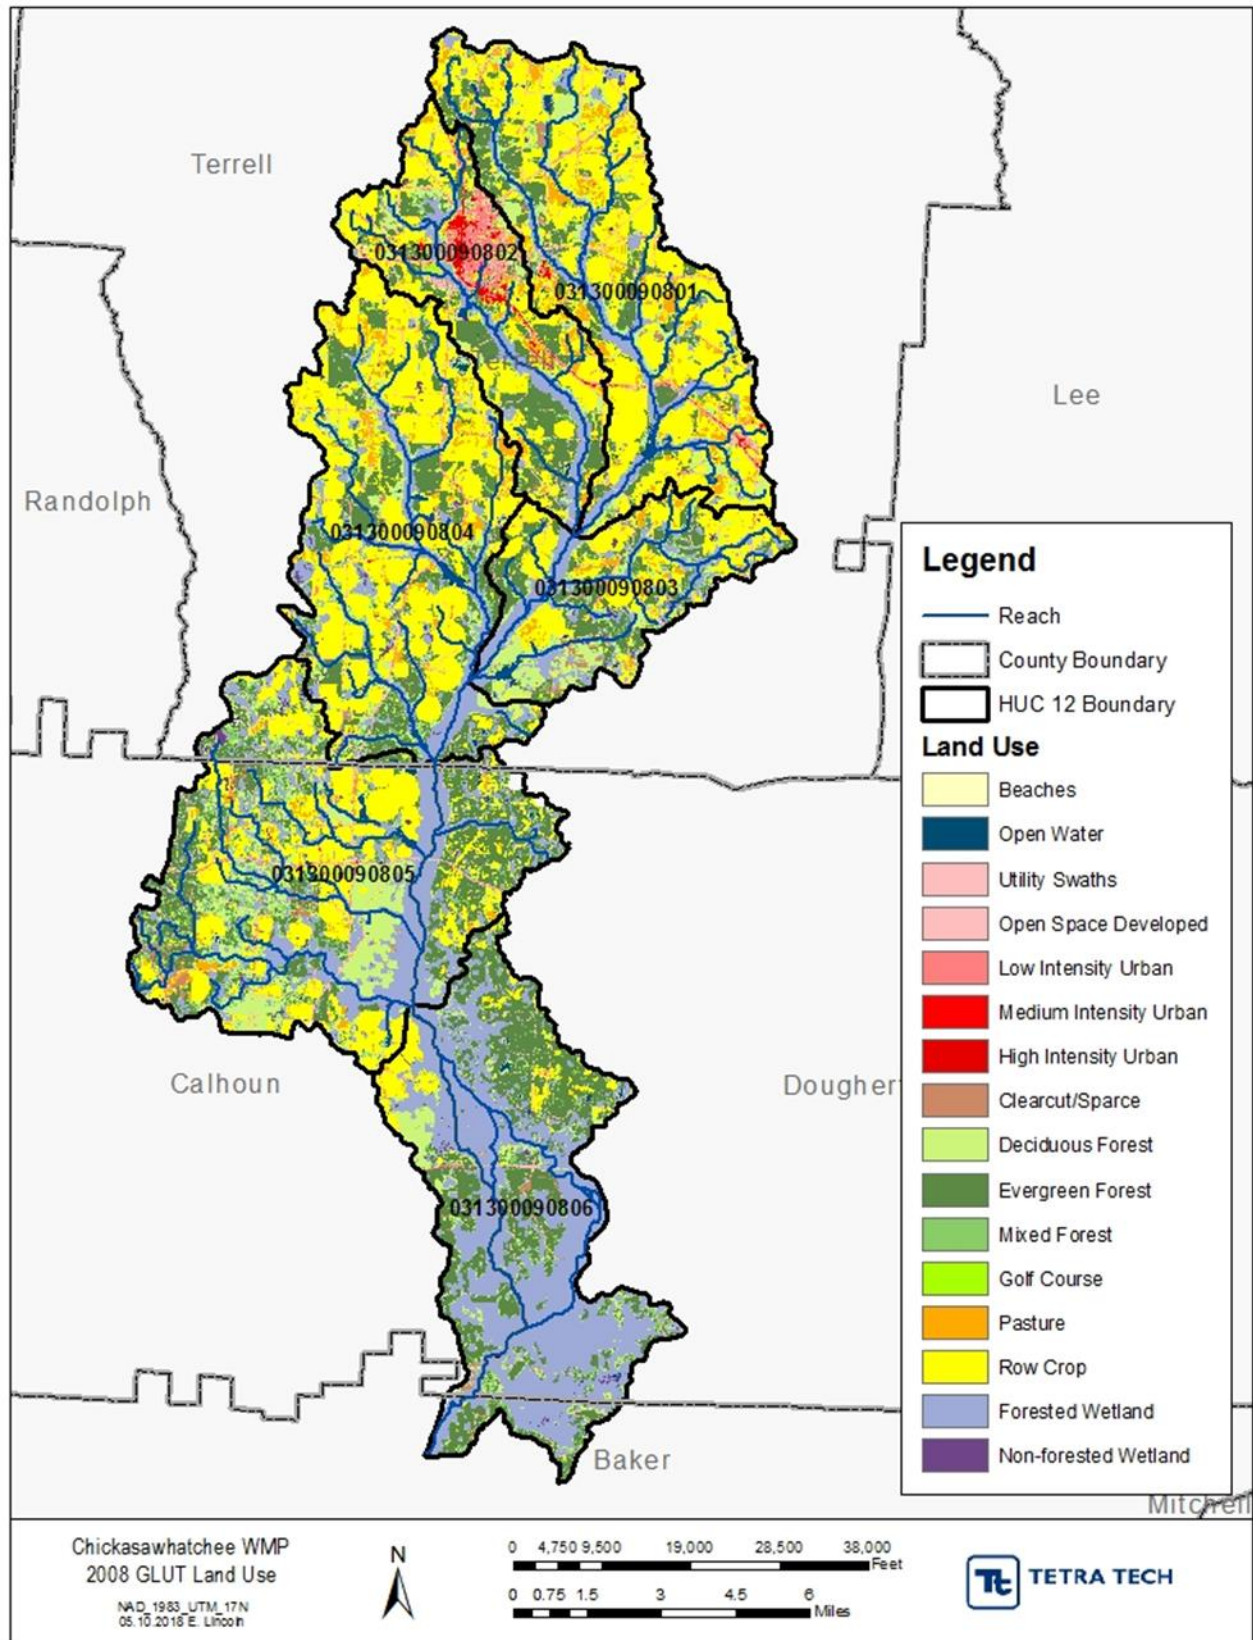 Terrell
031300090802
031300090801
Terrell
Lee
Randolph
031300090804
031300090803
031300090805
Calhoun
Dougher
031300090806
Baker
Mitchell
Legend
Reach
County Boundary
HUC 12 Boundary
Land Use
Beaches
Open Water
Utility Swaths
Open Space Developed
Low Intensity Urban
Medium Intensity Urban
High Intensity Urban
Clearcut/Sparce
Deciduous Forest
Evergreen Forest
Mixed Forest
Golf Course
Pasture
Row Crop
Forested Wetland
Non-forested Wetland
Chickasawhatchee WMP
2008 GLUT Land Use
NAD_1983_UTM_17N
05.10.2018 E. Lincoln
N
0 4,750 9,500 19,000 28,500 38,000
Feet
0 0.75 1.5 3 4.5 6
Miles
Tt
TETRA TECH